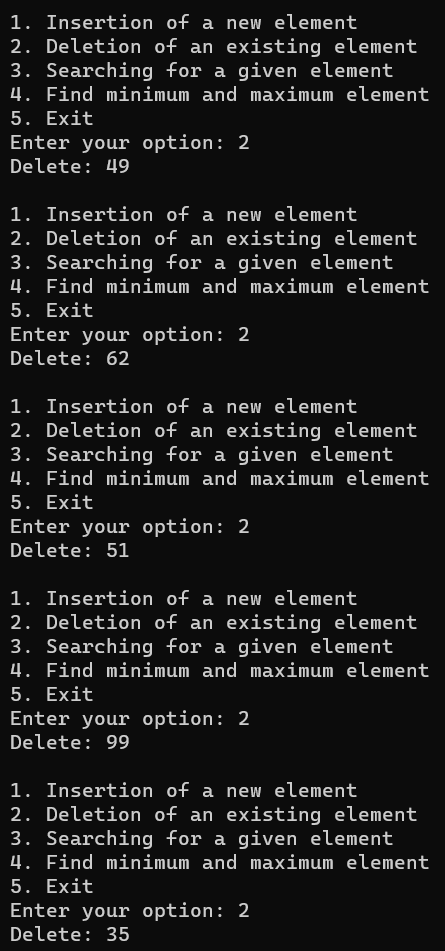 1. Insertion of a new element
2. Deletion of an existing element
3. Searching for a given element
4. Find minimum and maximum element
5. Exit
Enter your option: 2
Delete: 49

1. Insertion of a new element
2. Deletion of an existing element
3. Searching for a given element
4. Find minimum and maximum element
5. Exit
Enter your option: 2
Delete: 62

1. Insertion of a new element
2. Deletion of an existing element
3. Searching for a given element
4. Find minimum and maximum element
5. Exit
Enter your option: 2
Delete: 51

1. Insertion of a new element
2. Deletion of an existing element
3. Searching for a given element
4. Find minimum and maximum element
5. Exit
Enter your option: 2
Delete: 99

1. Insertion of a new element
2. Deletion of an existing element
3. Searching for a given element
4. Find minimum and maximum element
5. Exit
Enter your option: 2
Delete: 35